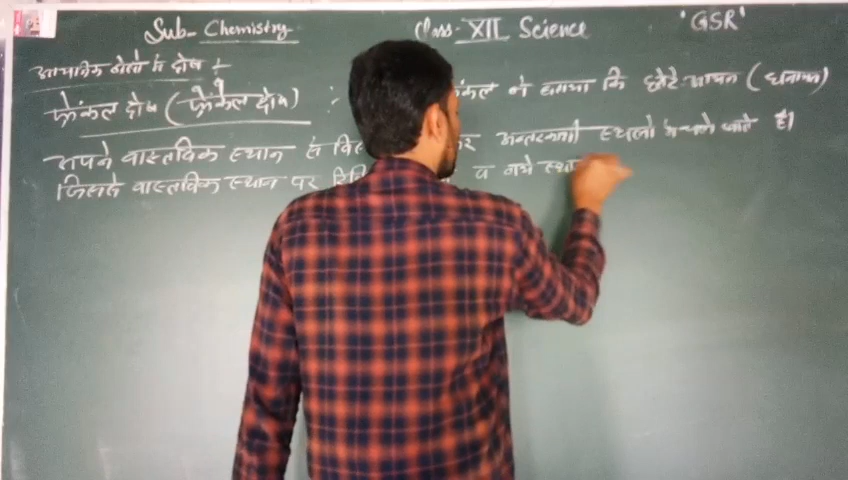 Sub- Chemistry Class- XII Science 'GSR'
आयनिक ठोसों में दोष :-
फ्रेंकल दोष (फ्रेंकेल दोष) :- ने बताया कि छोटे आयन (धनायन)
अपने वास्तविक स्थान से अन्तराकाशी स्थलों में चले जाते हैं।
जिससे वास्तविक स्थान पर व नये स्थान